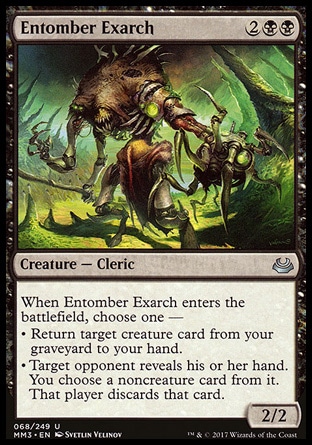 Entomber Exarch 2
Creature — Cleric
When Entomber Exarch enters the
battlefield, choose one —
• Return target creature card from your
graveyard to your hand.
• Target opponent reveals his or her hand.
You choose a noncreature card from it.
That player discards that card.
2/2
068/249 U
MM3 • EN Svetlin Velinov
™ & © 2017 Wizards of the Coast